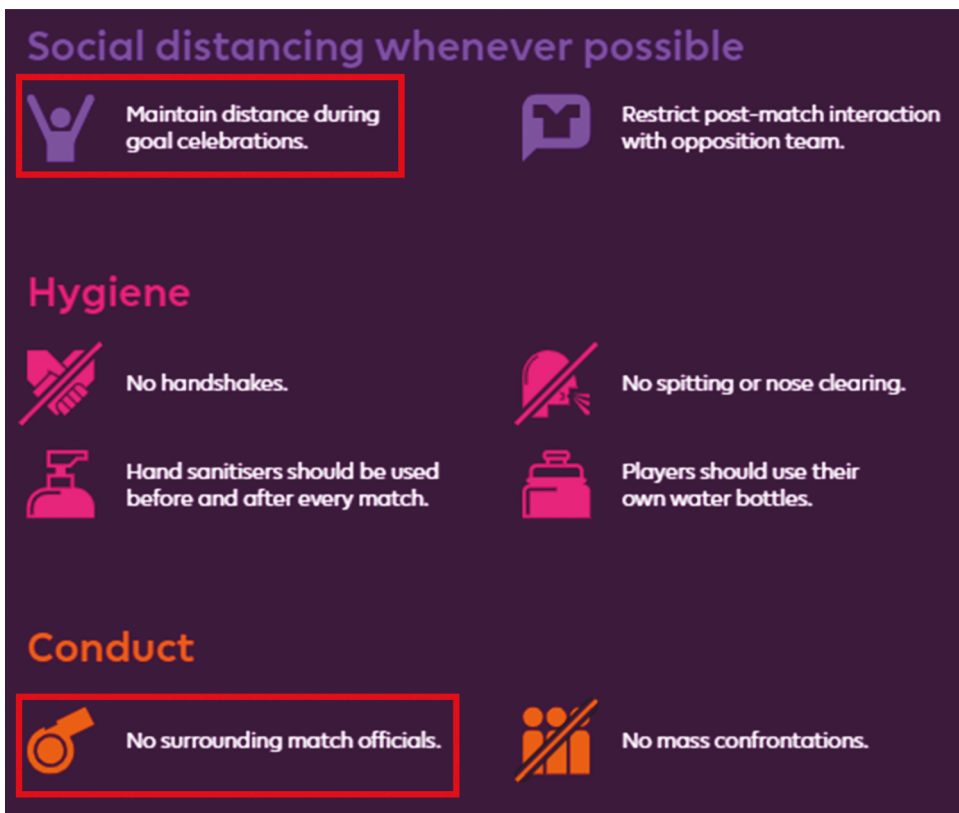 Social distancing whenever possible
Maintain distance during
goal celebrations.
Restrict post-match interaction
with opposition team.
Hygiene
No handshakes.
No spitting or nose clearing.
Hand sanitisers should be used
before and after every match.
Players should use their
own water bottles.
Conduct
No surrounding match officials.
No mass confrontations.